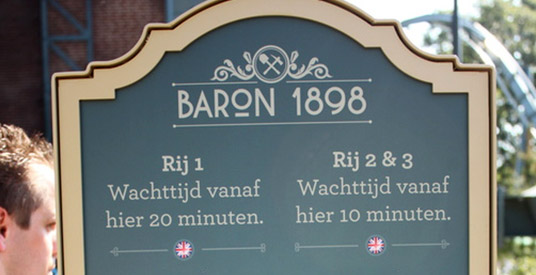 BARON 1898
Rij 1
Wachttijd vanaf
hier 20 minuten.
Rij 2 & 3
Wachttijd vanaf
hier 10 minuten.